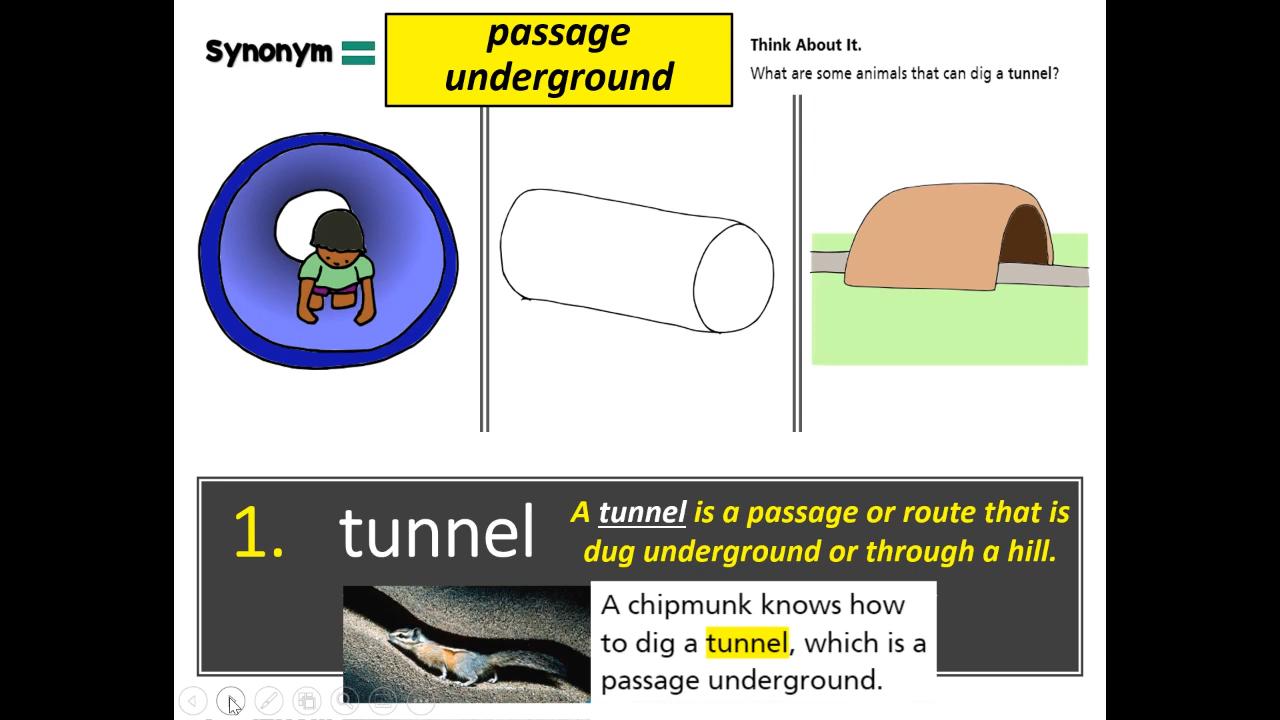 Synonym =
passage
underground
Think About It.
What are some animals that can dig a tunnel?
1. tunnel
A tunnel is a passage or route that is
dug underground or through a hill.
A chipmunk knows how
to dig a tunnel, which is a
passage underground.